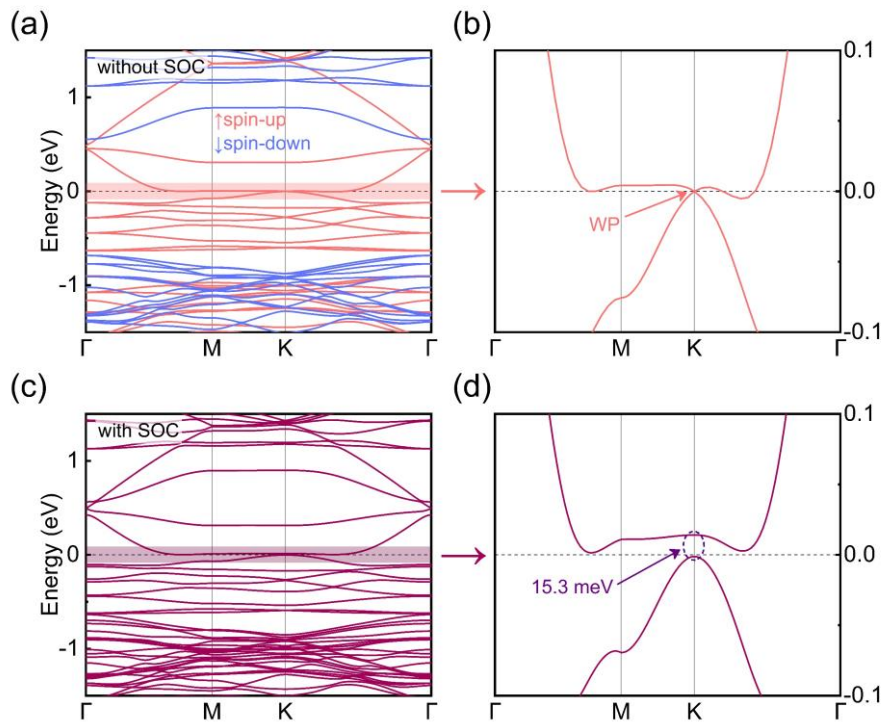 (a)
without SOC
↑spin-up
↓spin-down
Energy (eV)
1
0
-1
Γ
M
K
Γ
(b)
WP
0.1
0.0
-0.1
Γ
M
K
Γ
(c)
with SOC
Energy (eV)
1
0
-1
Γ
M
K
Γ
(d)
15.3 meV
0.1
0.0
-0.1
Γ
M
K
Γ